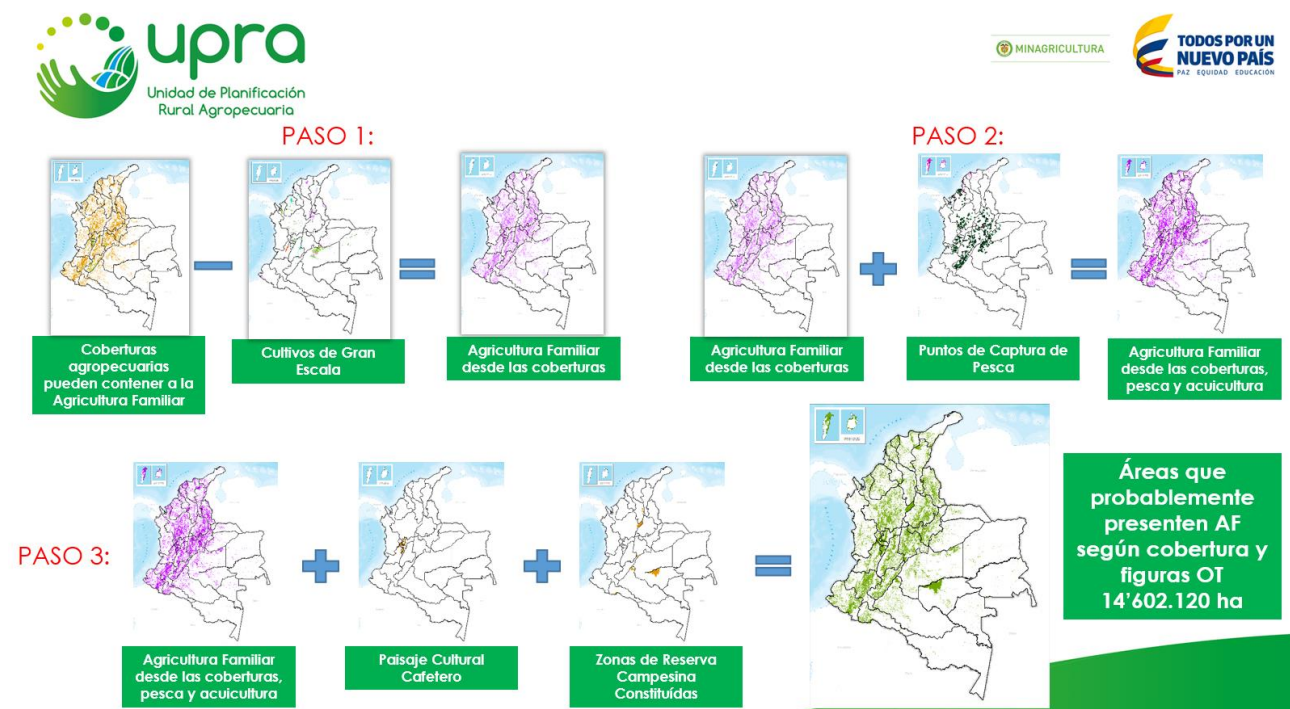 upra
Unidad de Planificación
Rural Agropecuaria
MINAGRICULTURA
TODOS POR UN
NUEVO PAÍS
PAZ EQUIDAD EDUCACIÓN
PASO 1:
PASO 2:
Coberturas
agropecuarias
pueden contener a la
Agricultura Familiar
Cultivos de Gran
Escala
Agricultura Familiar
desde las coberturas
Agricultura Familiar
desde las coberturas
Puntos de Captura de
Pesca
Agricultura Familiar
desde las coberturas,
pesca y acuicultura
PASO 3:
Agricultura Familiar
desde las coberturas,
pesca y acuicultura
Paisaje Cultural
Cafetero
Zonas de Reserva
Campesina
Constituídas
Áreas que
probablemente
presenten AF
según cobertura y
figuras OT
14’602.120 ha